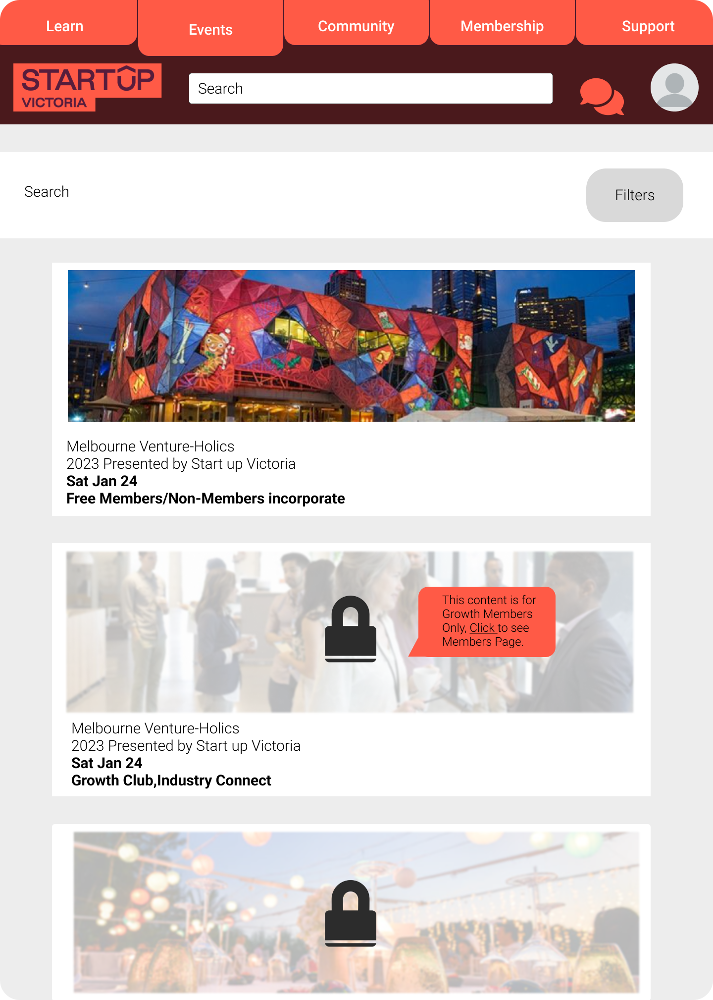 Learn
Events
Community
Membership
Support
STARTUP
VICTORIA
Search
Search
Filters
Melbourne Venture-Holics
2023 Presented by Start up Victoria
Sat Jan 24
Free Members/Non-Members incorporate
This content is for
Growth Members
Only, Click to see
Members Page.
Melbourne Venture-Holics
2023 Presented by Start up Victoria
Sat Jan 24
Growth Club,Industry Connect